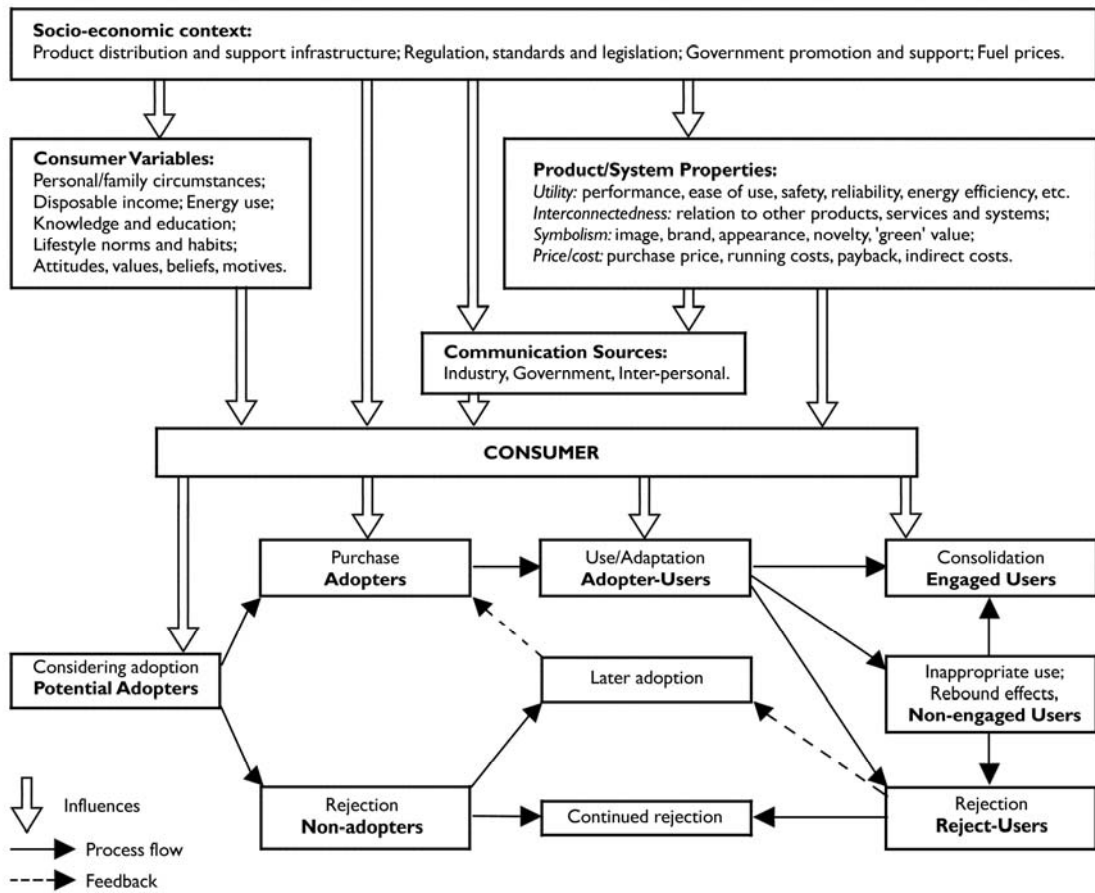 Socio-economic context:
Product distribution and support infrastructure; Regulation, standards and legislation; Government promotion and support; Fuel prices.
Consumer Variables:
Personal/family circumstances;
Disposable income; Energy use;
Knowledge and education;
Lifestyle norms and habits;
Attitudes, values, beliefs, motives.
Product/System Properties:
Utility: performance, ease of use, safety, reliability, energy efficiency, etc.
Interconnectedness: relation to other products, services and systems;
Symbolism: image, brand, appearance, novelty, 'green' value;
Price/cost: purchase price, running costs, payback, indirect costs.
Communication Sources:
Industry, Government, Inter-personal.
CONSUMER
Purchase
Adopters
Use/Adaptation
Adopter-Users
Consolidation
Engaged Users
Considering adoption
Potential Adopters
Later adoption
Inappropriate use;
Rebound effects,
Non-engaged Users
Rejection
Non-adopters
Continued rejection
Rejection
Reject-Users
Influences
Process flow
Feedback